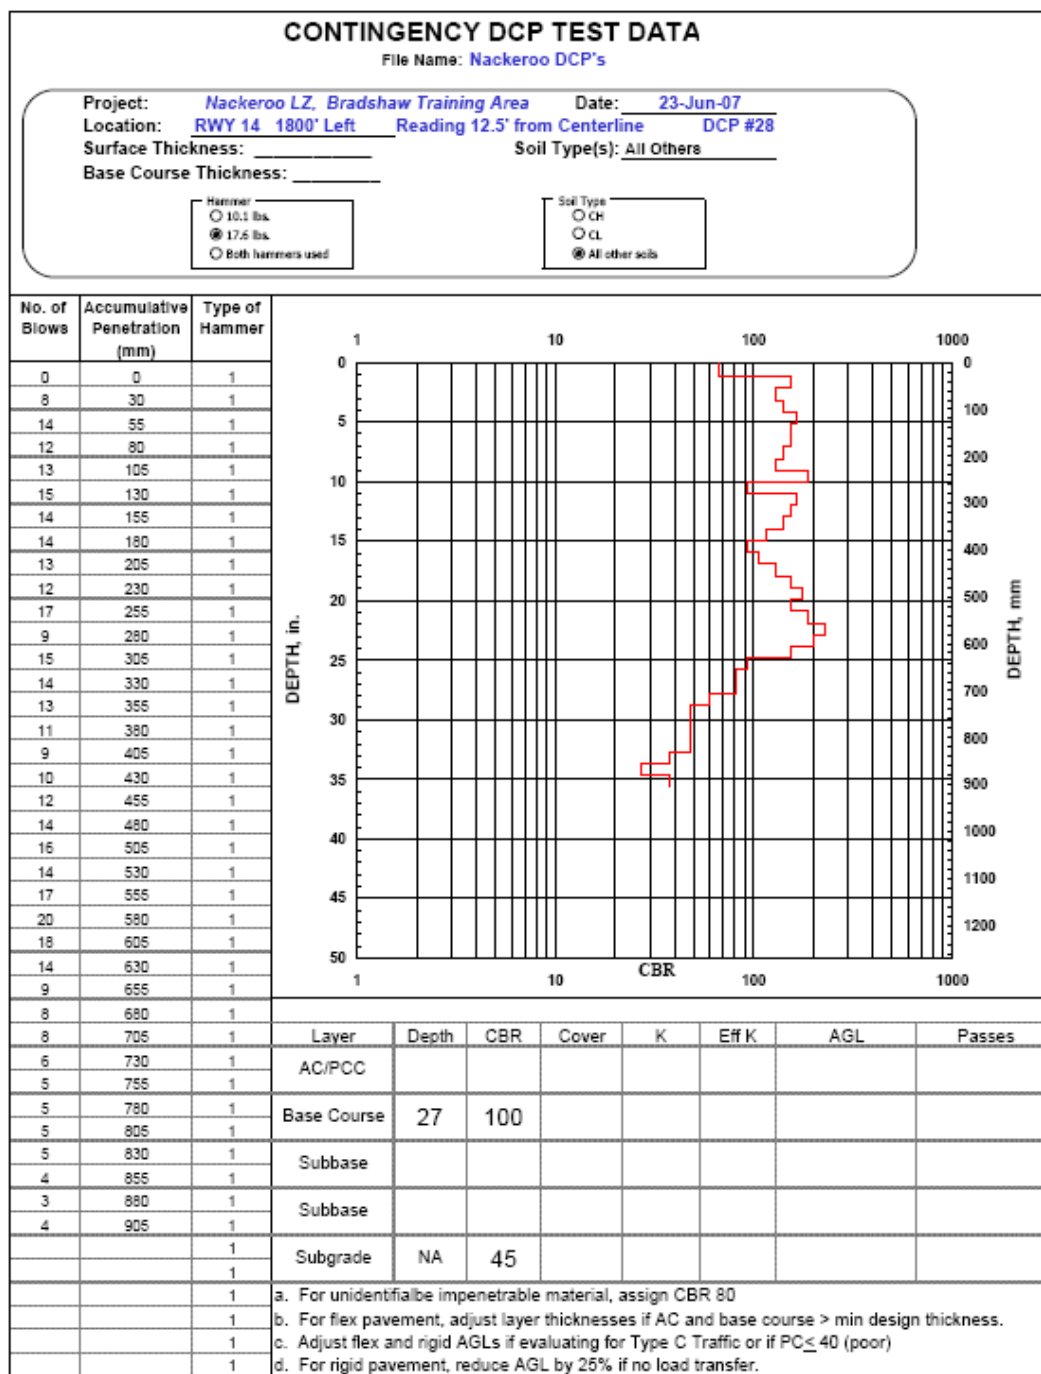 CONTINGENCY DCP TEST DATA
File Name: Nackeroo DCP's
Project: Nackeroo LZ, Bradshaw Training Area Date: 23-Jun-07
Location: RWY 14 1800' Left Reading 12.5' from Centerline DCP #28
Surface Thickness: ____________ Soil Type(s): All Others
Base Course Thickness: _________
Hammer
10.1 lbs.
17.6 lbs.
Both hammers used
Soil Type
CH
CL
All other soils
No. of Blows Accumulative Penetration (mm) Type of Hammer
0 0 1
8 30 1
14 55 1
12 80 1
13 105 1
15 130 1
14 155 1
14 180 1
13 205 1
12 230 1
17 255 1
9 280 1
15 305 1
14 330 1
13 355 1
11 380 1
9 405 1
10 430 1
12 455 1
14 480 1
16 505 1
14 530 1
17 555 1
20 580 1
18 605 1
14 630 1
9 655 1
8 680 1
8 705 1
6 730 1
5 755 1
5 780 1
5 805 1
5 830 1
4 855 1
3 880 1
4 905 1
1
1
1
1
1
1
1 10 100 1000
0
5
10
15
20
25
30
35
40
45
50
DEPTH, in.
0
100
200
300
400
500
600
700
800
900
1000
1100
1200
DEPTH, mm
CBR
1 10 100 1000
Layer Depth CBR Cover K Eff K AGL Passes
AC/PCC
Base Course 27 100
Subbase
Subbase
Subgrade NA 45
a. For unidentifialbe impenetrable material, assign CBR 80
b. For flex pavement, adjust layer thicknesses if AC and base course > min design thickness.
c. Adjust flex and rigid AGLs if evaluating for Type C Traffic or if PC≤ 40 (poor)
d. For rigid pavement, reduce AGL by 25% if no load transfer.